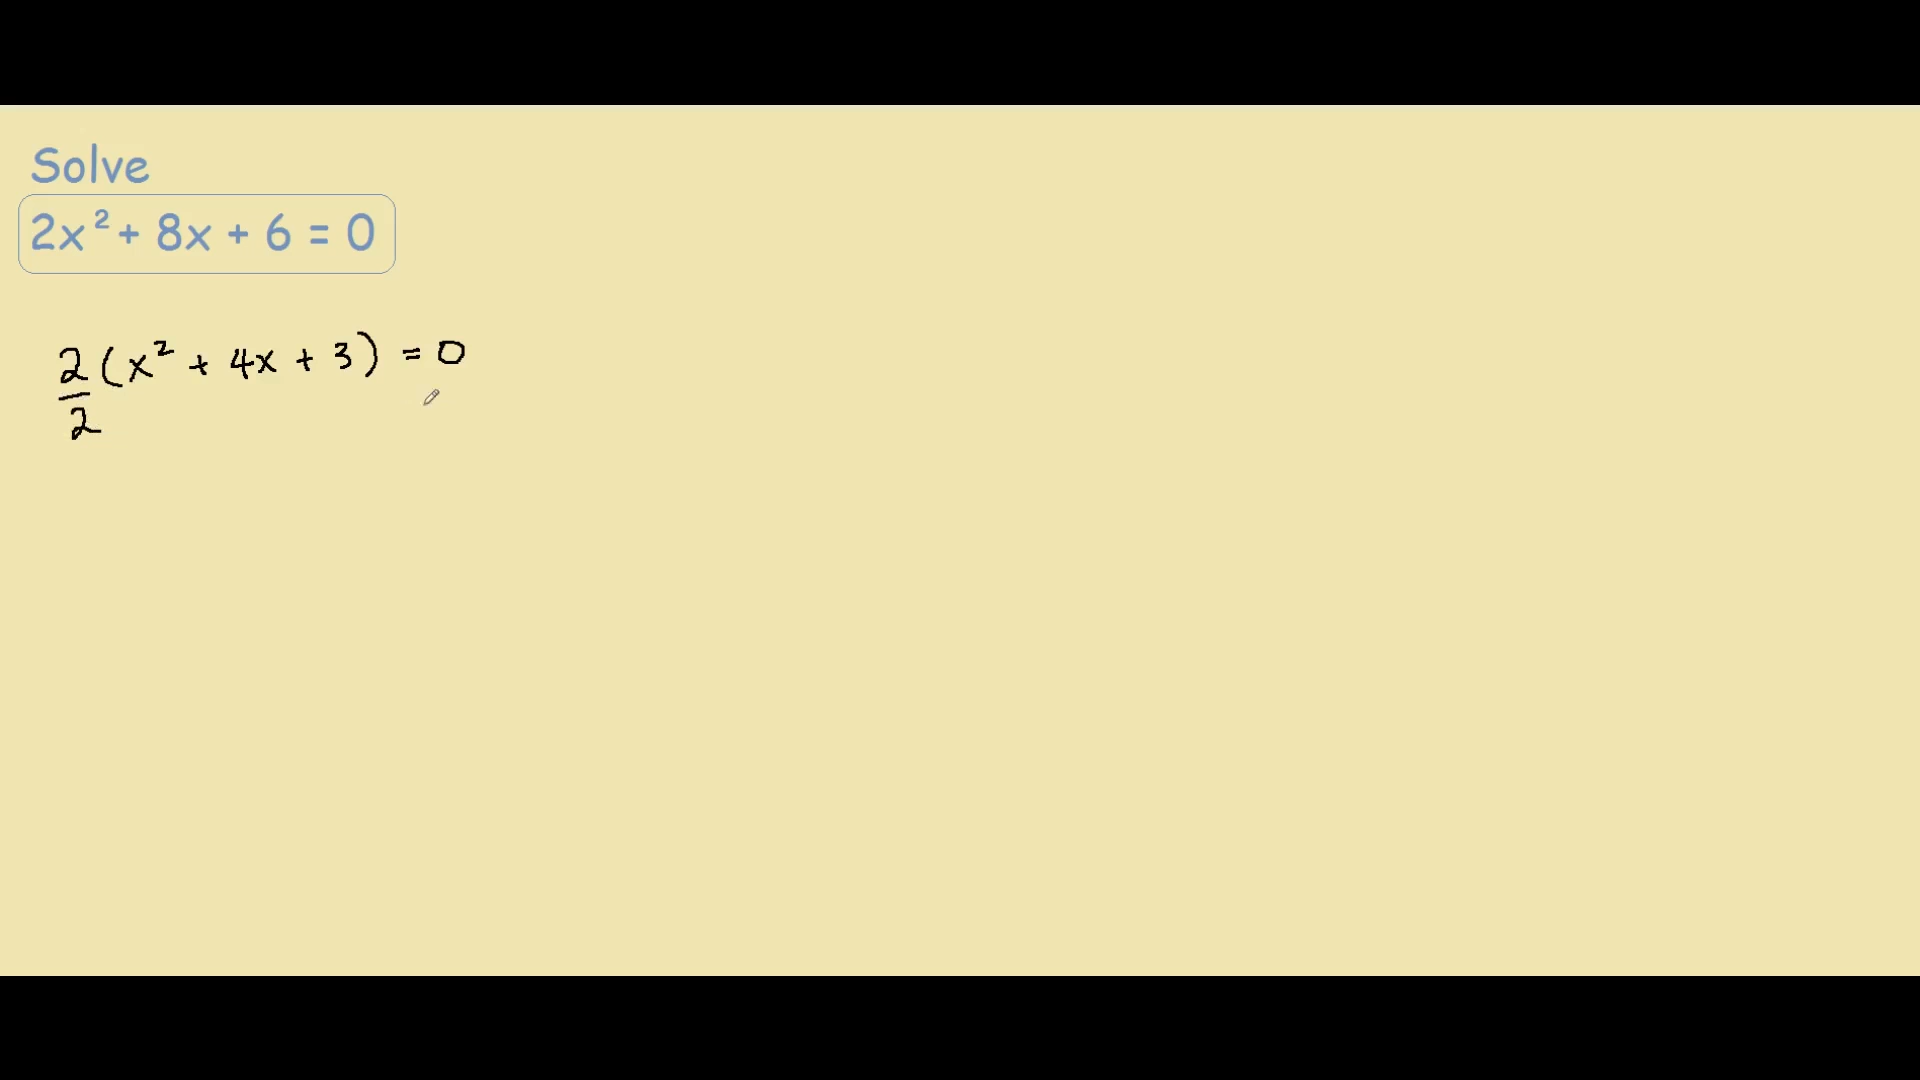 Solve
2x² + 8x + 6 = 0
2(x² + 4x + 3) = 0
2